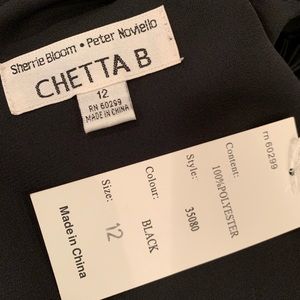 Sherrie Bloom • Peter Noviello
CHETTA B
12
RN 60299
MADE IN CHINA
rn 60299
Content: 100%POLYESTER
Style: 35080
Colour: BLACK
Size: 12
Made in China